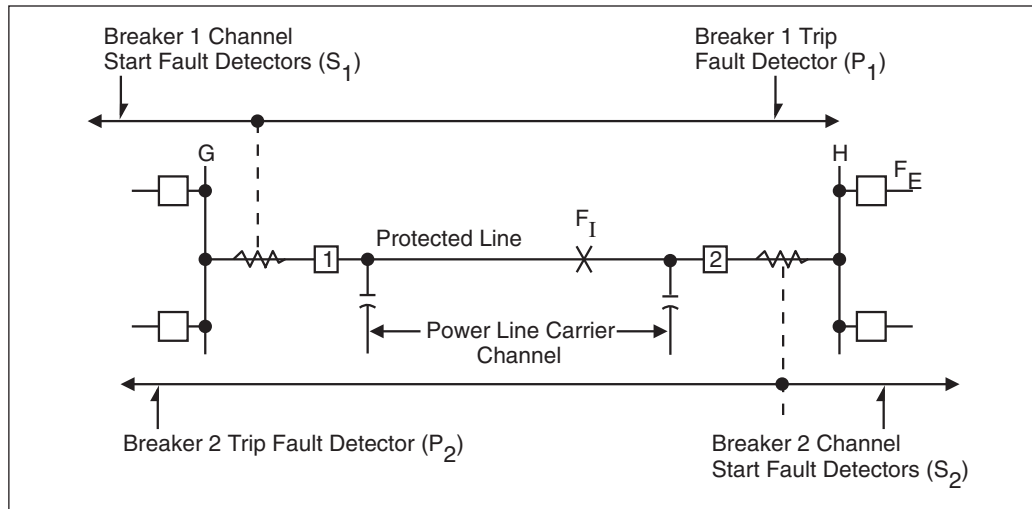 Breaker 1 Channel
Start Fault Detectors (S1)
Breaker 1 Trip
Fault Detector (P1)
G
H
FE
FI
Protected Line
1
2
Power Line Carrier
Channel
Breaker 2 Trip Fault Detector (P2)
Breaker 2 Channel
Start Fault Detectors (S2)